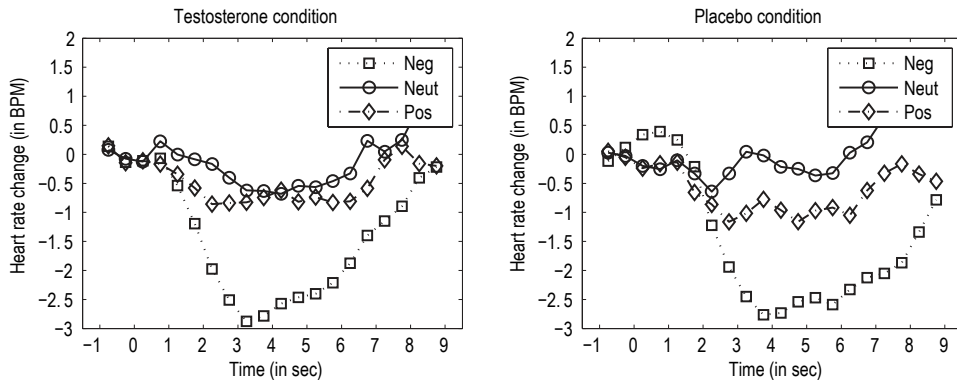 Testosterone condition
2
1.5
1
0.5
0
−0.5
−1
−1.5
−2
−2.5
−3
Heart rate change (in BPM)
Neg
Neut
Pos
−1 0 1 2 3 4 5 6 7 8 9
Time (in sec)
Placebo condition
2
1.5
1
0.5
0
−0.5
−1
−1.5
−2
−2.5
−3
Heart rate change (in BPM)
Neg
Neut
Pos
−1 0 1 2 3 4 5 6 7 8 9
Time (in sec)